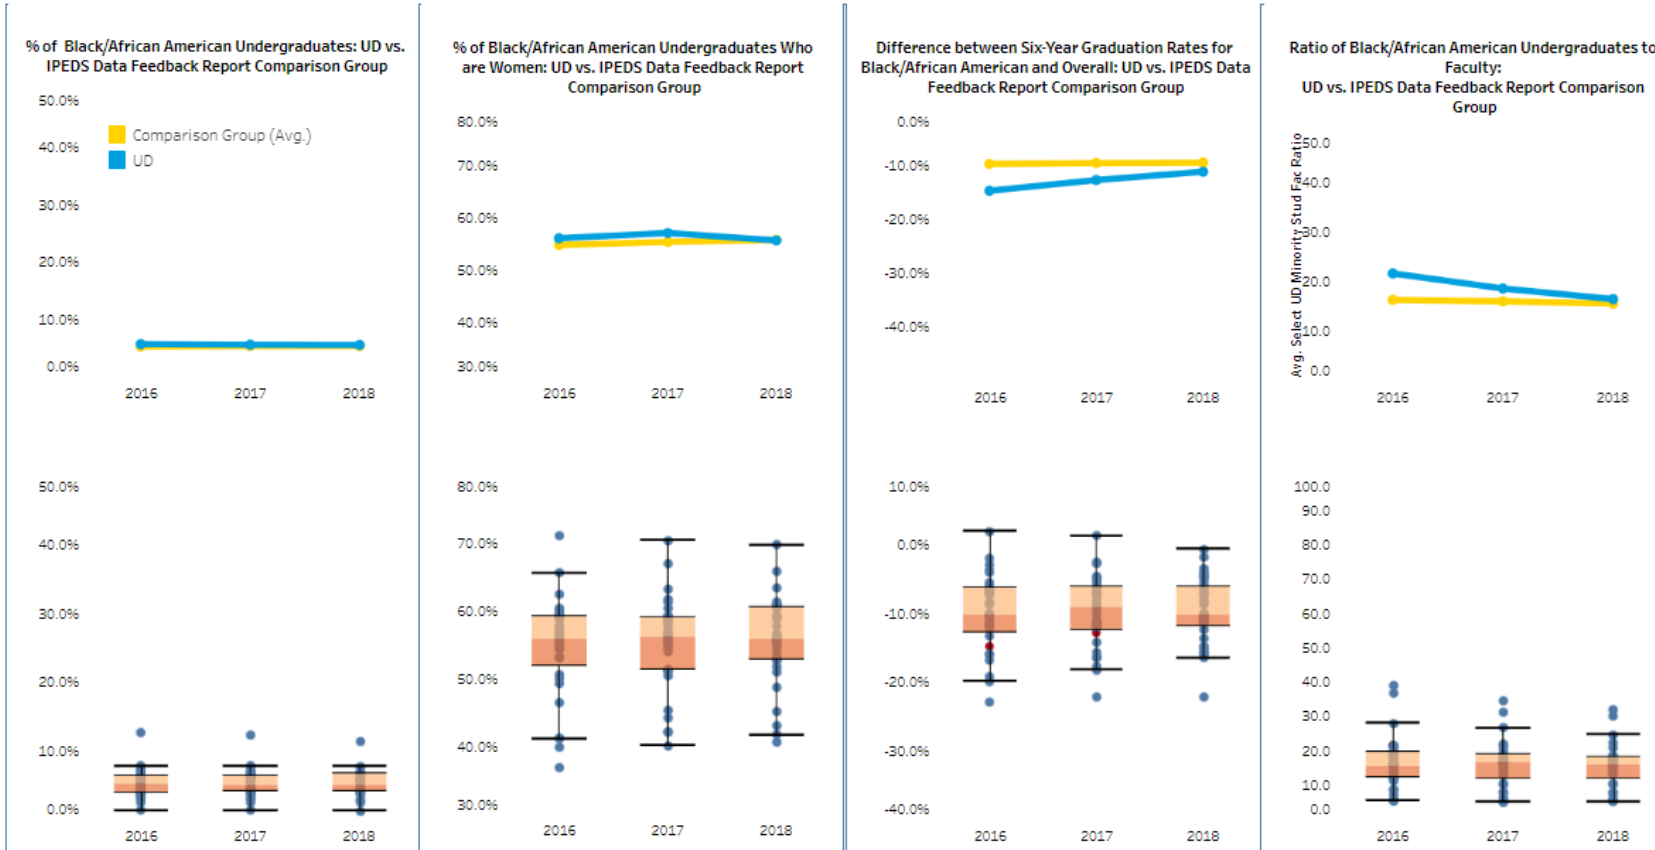 % of Black/African American Undergraduates: UD vs.
IPEDS Data Feedback Report Comparison Group
50.0%
40.0%
30.0%
20.0%
10.0%
0.0%
Comparison Group (Avg.)
UD
2016 2017 2018
50.0%
40.0%
30.0%
20.0%
10.0%
0.0%
2016 2017 2018
% of Black/African American Undergraduates Who
are Women: UD vs. IPEDS Data Feedback Report
Comparison Group
80.0%
70.0%
60.0%
50.0%
40.0%
30.0%
2016 2017 2018
80.0%
70.0%
60.0%
50.0%
40.0%
30.0%
2016 2017 2018
Difference between Six-Year Graduation Rates for
Black/African American and Overall: UD vs. IPEDS Data
Feedback Report Comparison Group
0.0%
-10.0%
-20.0%
-30.0%
-40.0%
2016 2017 2018
10.0%
0.0%
-10.0%
-20.0%
-30.0%
-40.0%
2016 2017 2018
Ratio of Black/African American Undergraduates to
Faculty:
UD vs. IPEDS Data Feedback Report Comparison
Group
Avg. Select UD Minority Stud Fac Ratio
50.0
40.0
30.0
20.0
10.0
0.0
2016 2017 2018
100.0
90.0
80.0
70.0
60.0
50.0
40.0
30.0
20.0
10.0
0.0
2016 2017 2018